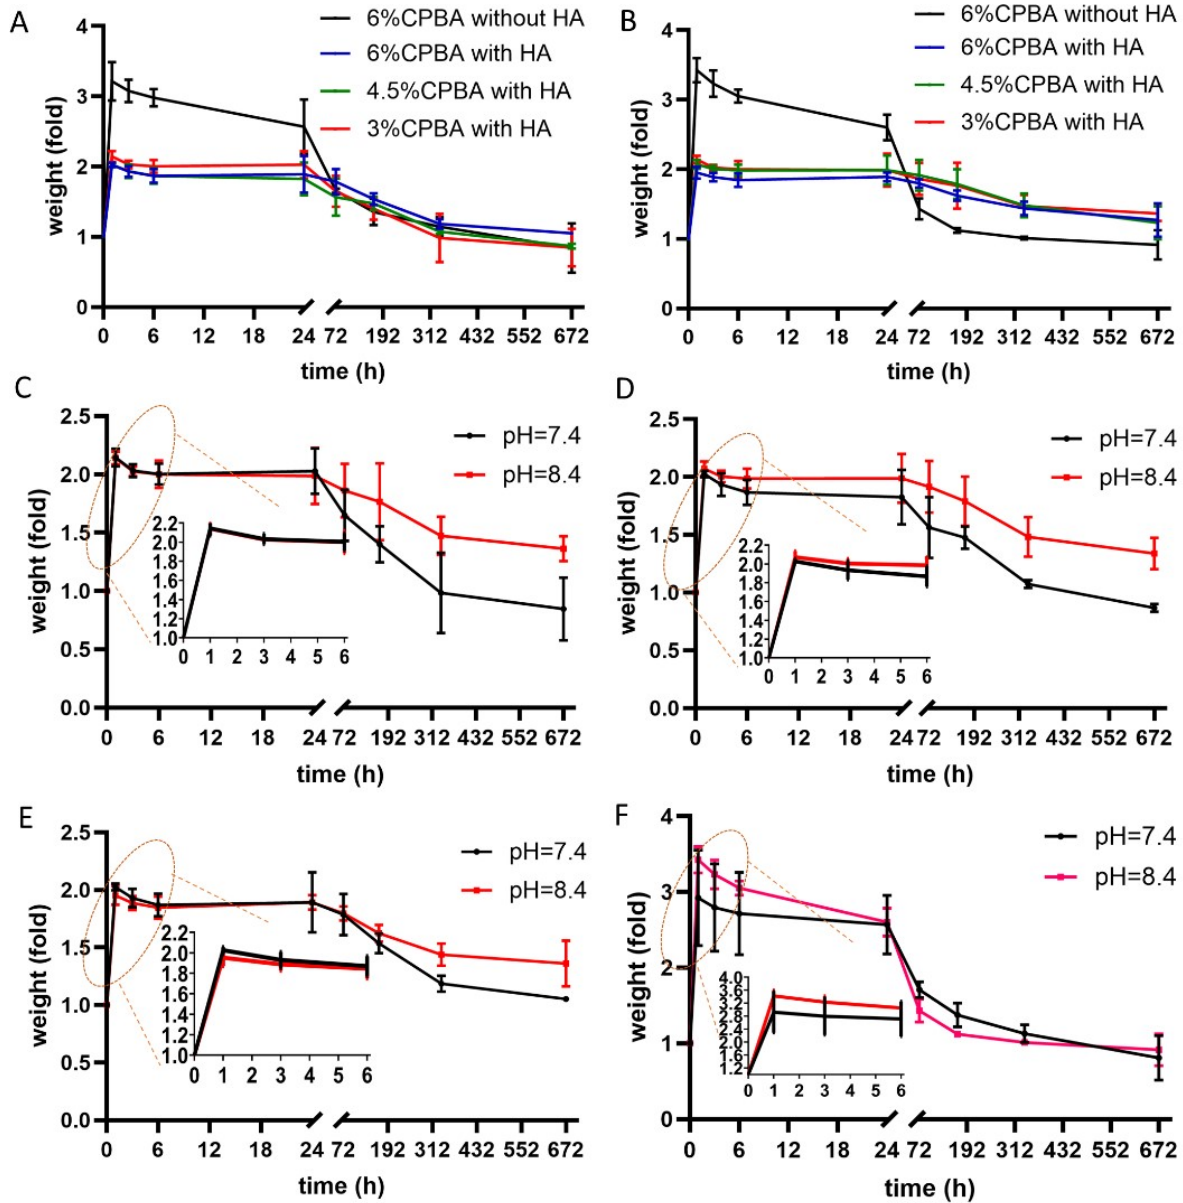 A
6%CPBA without HA
6%CPBA with HA
4.5%CPBA with HA
3%CPBA with HA
weight (fold)
4
3
2
1
0
0 6 12 18 24 72 192 312 432 552 672
time (h)
B
6%CPBA without HA
6%CPBA with HA
4.5%CPBA with HA
3%CPBA with HA
weight (fold)
4
3
2
1
0
0 6 12 18 24 72 192 312 432 552 672
time (h)
C
pH=7.4
pH=8.4
weight (fold)
2.5
2.0
1.5
1.0
0.5
0.0
2.2
2.0
1.8
1.6
1.4
1.2
1.0
0 1 2 3 4 5 6
0 6 12 18 24 72 192 312 432 552 672
time (h)
D
pH=7.4
pH=8.4
weight (fold)
2.5
2.0
1.5
1.0
0.5
0.0
2.2
2.0
1.8
1.6
1.4
1.2
1.0
0 1 2 3 4 5 6
0 6 12 18 24 72 192 312 432 552 672
time (h)
E
pH=7.4
pH=8.4
weight (fold)
2.5
2.0
1.5
1.0
0.5
0.0
2.2
2.0
1.8
1.6
1.4
1.2
1.0
0 1 2 3 4 5 6
0 6 12 18 24 72 192 312 432 552 672
time (h)
F
pH=7.4
pH=8.4
weight (fold)
4
3
2
1
0
4.0
3.6
3.2
2.8
2.4
2.0
1.6
1.2
0 1 2 3 4 5 6
0 6 12 18 24 72 192 312 432 552 672
time (h)